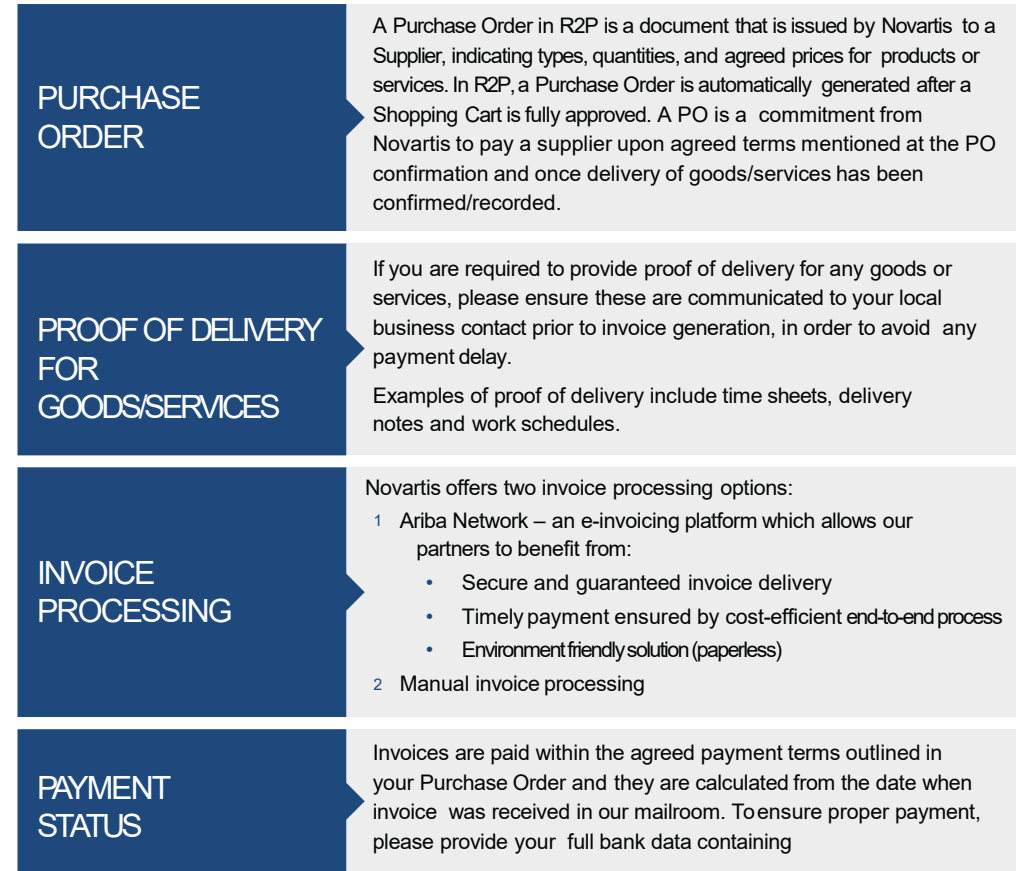 PURCHASE
ORDER
A Purchase Order in R2P is a document that is issued by Novartis to a
Supplier, indicating types, quantities, and agreed prices for products or
services. In R2P, a Purchase Order is automatically generated after a
Shopping Cart is fully approved. A PO is a commitment from
Novartis to pay a supplier upon agreed terms mentioned at the PO
confirmation and once delivery of goods/services has been
confirmed/recorded.
PROOF OF DELIVERY
FOR
GOODS/SERVICES
If you are required to provide proof of delivery for any goods or
services, please ensure these are communicated to your local
business contact prior to invoice generation, in order to avoid any
payment delay.
Examples of proof of delivery include time sheets, delivery
notes and work schedules.
INVOICE
PROCESSING
Novartis offers two invoice processing options:
1 Ariba Network – an e-invoicing platform which allows our
partners to benefit from:
• Secure and guaranteed invoice delivery
• Timely payment ensured by cost-efficient end-to-end process
• Environment friendly solution (paperless)
2 Manual invoice processing
PAYMENT
STATUS
Invoices are paid within the agreed payment terms outlined in
your Purchase Order and they are calculated from the date when
invoice was received in our mailroom. To ensure proper payment,
please provide your full bank data containing